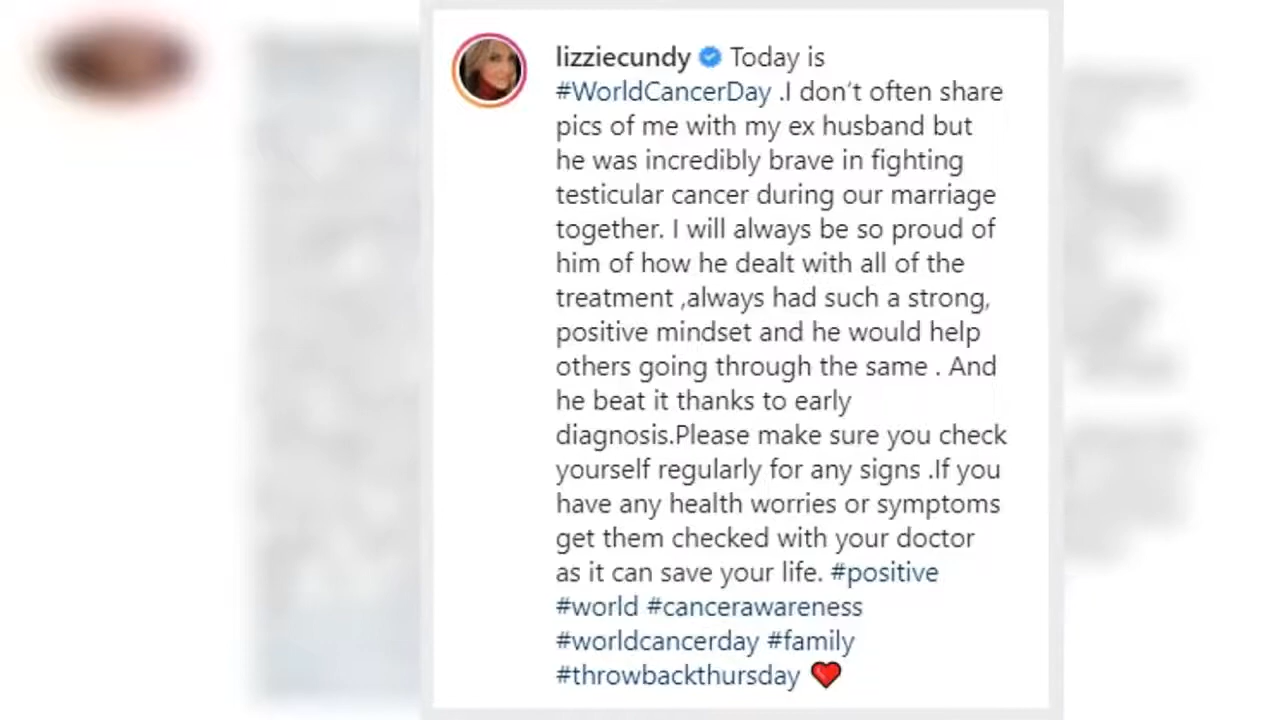 lizziecundy Today is
#WorldCancerDay .I don't often share
pics of me with my ex husband but
he was incredibly brave in fighting
testicular cancer during our marriage
together. I will always be so proud of
him of how he dealt with all of the
treatment ,always had such a strong,
positive mindset and he would help
others going through the same . And
he beat it thanks to early
diagnosis.Please make sure you check
yourself regularly for any signs .If you
have any health worries or symptoms
get them checked with your doctor
as it can save your life. #positive
#world #cancerawareness
#worldcancerday #family
#throwbackthursday ❤️